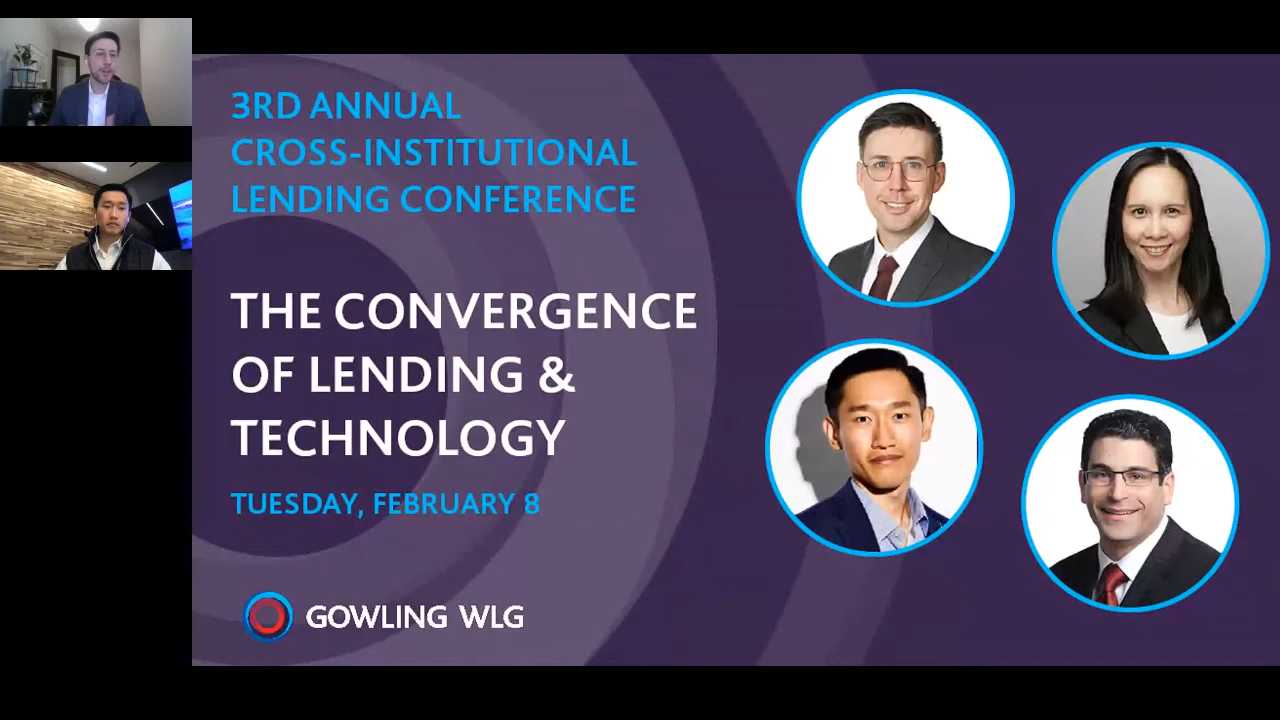 3RD ANNUAL
CROSS-INSTITUTIONAL
LENDING CONFERENCE
THE CONVERGENCE
OF LENDING &
TECHNOLOGY
TUESDAY, FEBRUARY 8
GOWLING WLG